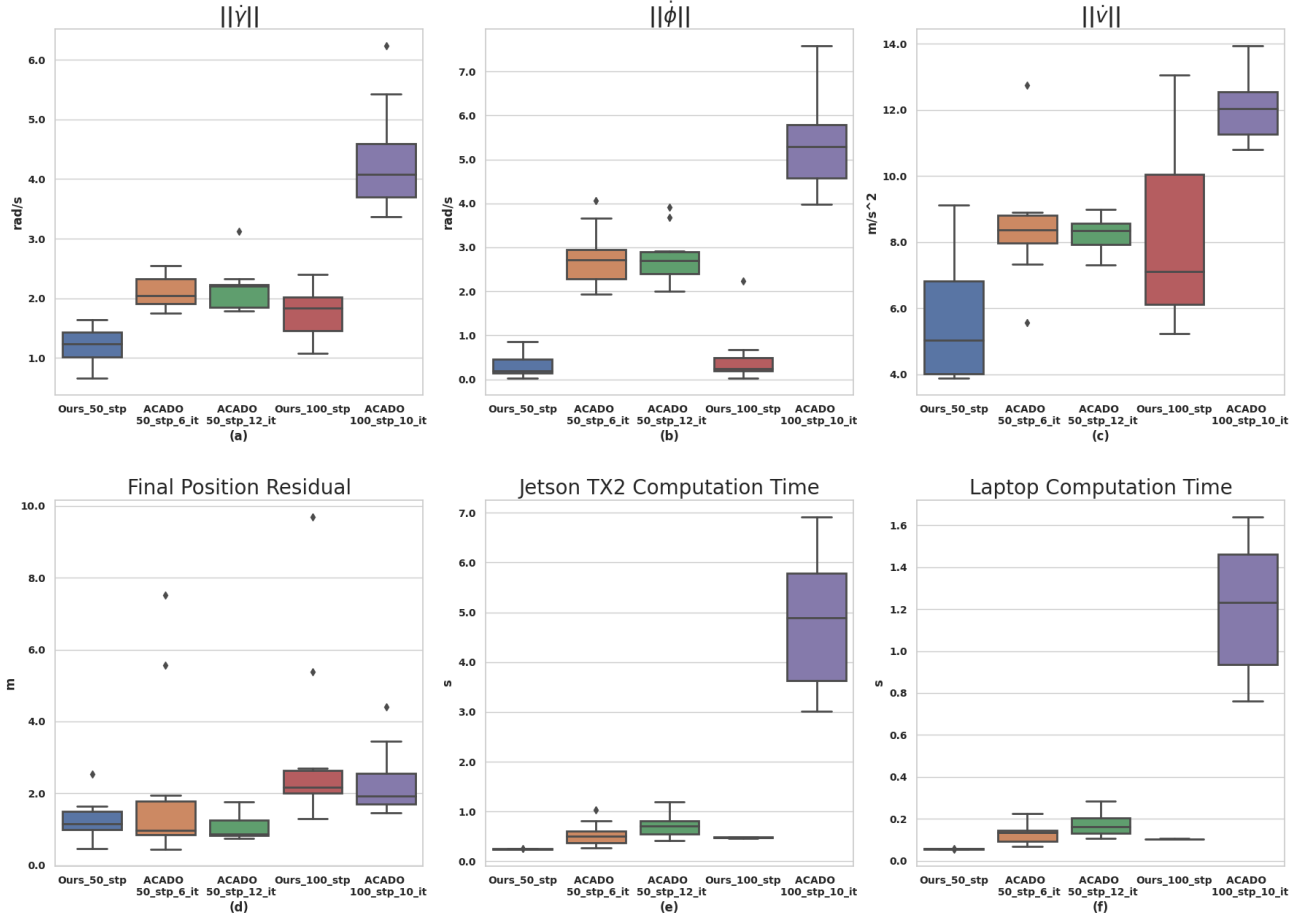 ||γ̇||
6.0
5.0
4.0
3.0
2.0
1.0
rad/s
Ours_50_stp
ACADO
50_stp_6_it
ACADO
50_stp_12_it
Ours_100_stp
ACADO
100_stp_10_it
(a)
||ϕ̇||
7.0
6.0
5.0
4.0
3.0
2.0
1.0
0.0
rad/s
Ours_50_stp
ACADO
50_stp_6_it
ACADO
50_stp_12_it
Ours_100_stp
ACADO
100_stp_10_it
(b)
||v̇||
14.0
12.0
10.0
8.0
6.0
4.0
m/s^2
Ours_50_stp
ACADO
50_stp_6_it
ACADO
50_stp_12_it
Ours_100_stp
ACADO
100_stp_10_it
(c)
Final Position Residual
10.0
8.0
6.0
4.0
2.0
0.0
m
Ours_50_stp
ACADO
50_stp_6_it
ACADO
50_stp_12_it
Ours_100_stp
ACADO
100_stp_10_it
(d)
Jetson TX2 Computation Time
7.0
6.0
5.0
4.0
3.0
2.0
1.0
0.0
s
Ours_50_stp
ACADO
50_stp_6_it
ACADO
50_stp_12_it
Ours_100_stp
ACADO
100_stp_10_it
(e)
Laptop Computation Time
1.6
1.4
1.2
1.0
0.8
0.6
0.4
0.2
0.0
s
Ours_50_stp
ACADO
50_stp_6_it
ACADO
50_stp_12_it
Ours_100_stp
ACADO
100_stp_10_it
(f)